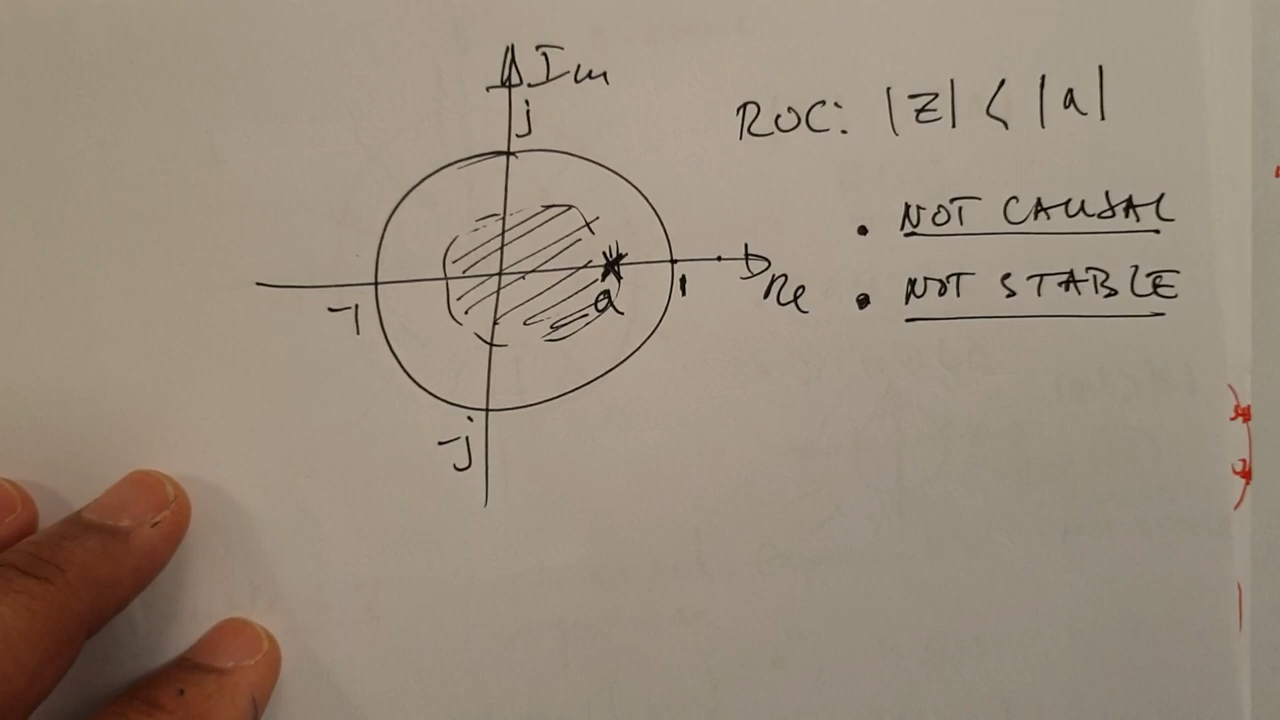 Im
j
ROC: |z| < |a|
• NOT CAUSAL
-1
a
1
Re
• NOT STABLE
-j